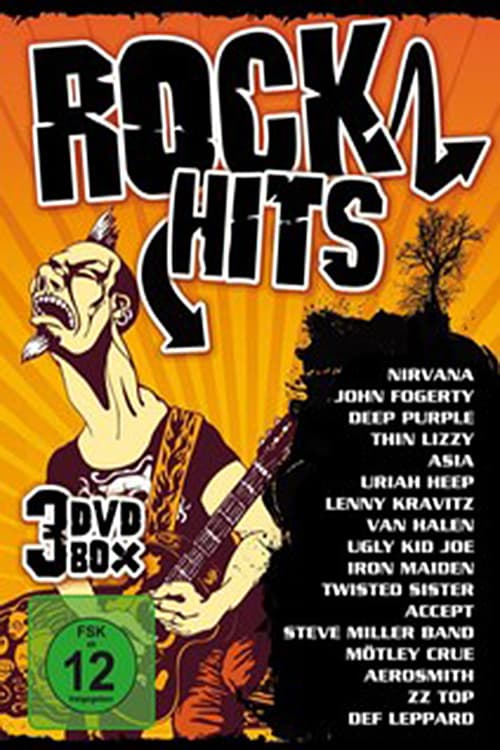 ROCK
HITS
NIRVANA
JOHN FOGERTY
DEEP PURPLE
THIN LIZZY
ASIA
URIAH HEEP
LENNY KRAVITZ
VAN HALEN
UGLY KID JOE
IRON MAIDEN
TWISTED SISTER
ACCEPT
STEVE MILLER BAND
MÖTLEY CRUE
AEROSMITH
ZZ TOP
DEF LEPPARD
3 DVD
BOX
FSK
ab
12
freigegeben